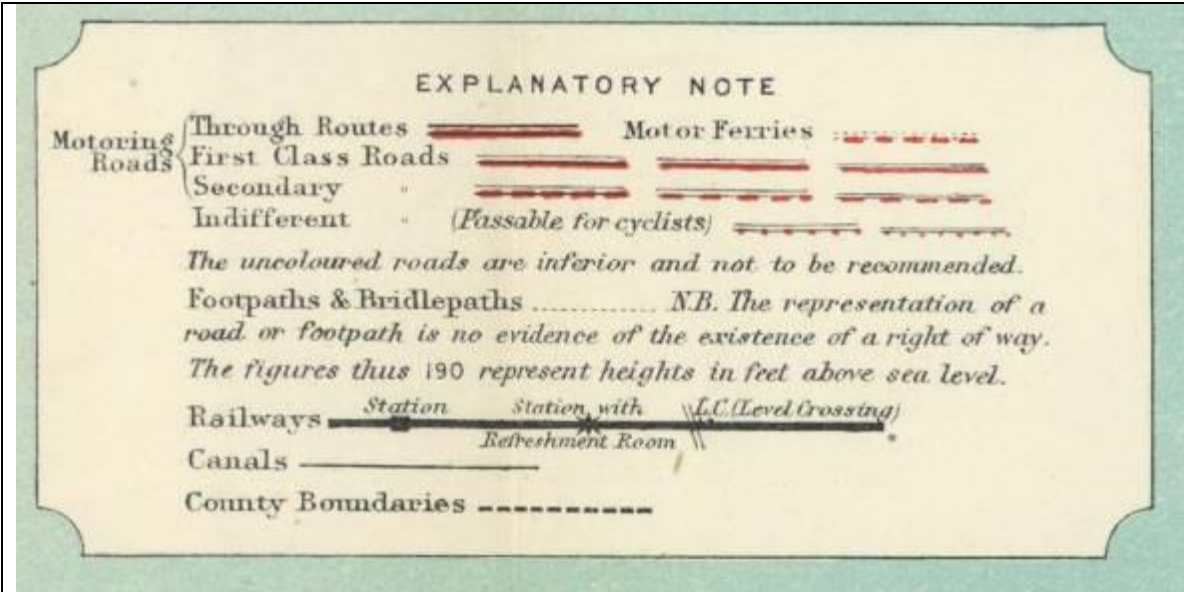 EXPLANATORY NOTE
Motoring Roads
Through Routes Motor Ferries
First Class Roads
Secondary "
Indifferent " (Passable for cyclists)
The uncoloured roads are inferior and not to be recommended.
Footpaths & Bridlepaths ............ N.B. The representation of a
road or footpath is no evidence of the existence of a right of way.
The figures thus 190 represent heights in feet above sea level.
Railways Station Station with L.C. (Level Crossing)
Refreshment Room
Canals
County Boundaries